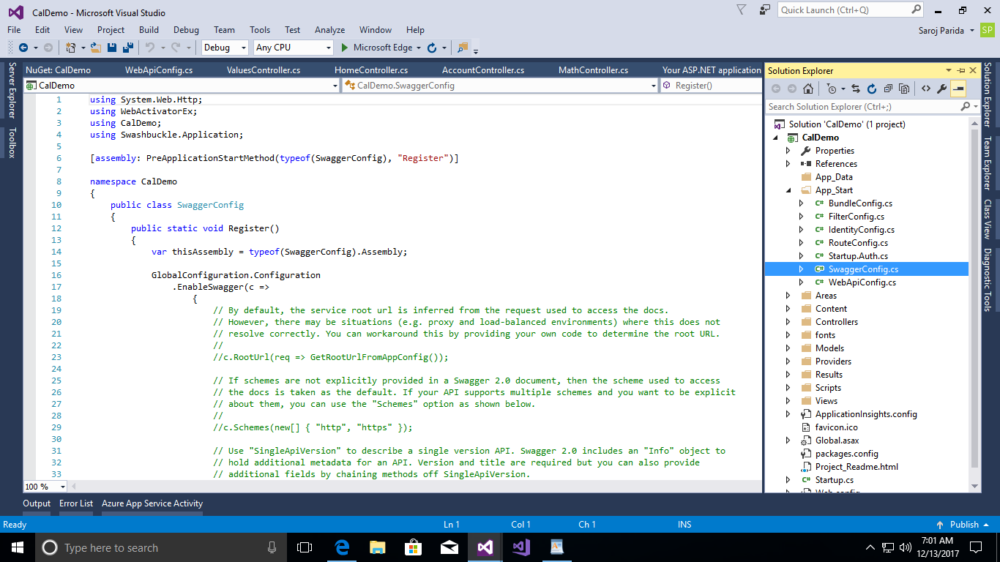 CalDemo - Microsoft Visual Studio
Quick Launch (Ctrl+Q)
File Edit View Project Build Debug Team Tools Test Analyze Window Help
Saroj Parida SP
Debug Any CPU Microsoft Edge
Server Explorer
Toolbox
NuGet: CalDemo WebApiConfig.cs ValuesController.cs HomeController.cs AccountController.cs MathController.cs Your ASP.NET application
CalDemo CalDemo.SwaggerConfig Register()
1 using System.Web.Http;
2 using WebActivatorEx;
3 using CalDemo;
4 using Swashbuckle.Application;
5
6 [assembly: PreApplicationStartMethod(typeof(SwaggerConfig), "Register")]
7
8 namespace CalDemo
9 {
10 public class SwaggerConfig
11 {
12 public static void Register()
13 {
14 var thisAssembly = typeof(SwaggerConfig).Assembly;
15
16 GlobalConfiguration.Configuration
17 .EnableSwagger(c =>
18 {
19 // By default, the service root url is inferred from the request used to access the docs.
20 // However, there may be situations (e.g. proxy and load-balanced environments) where this does not
21 // resolve correctly. You can workaround this by providing your own code to determine the root URL.
22 //
23 //c.RootUrl(req => GetRootUrlFromAppConfig());
24
25 // If schemes are not explicitly provided in a Swagger 2.0 document, then the scheme used to access
26 // the docs is taken as the default. If your API supports multiple schemes and you want to be explicit
27 // about them, you can use the "Schemes" option as shown below.
28 //
29 //c.Schemes(new[] { "http", "https" });
30
31 // Use "SingleApiVersion" to describe a single version API. Swagger 2.0 includes an "Info" object to
32 // hold additional metadata for an API. Version and title are required but you can also provide
33 // additional fields by chaining methods off SingleApiVersion.
100 %
Solution Explorer
Search Solution Explorer (Ctrl+;)
Solution 'CalDemo' (1 project)
CalDemo
Properties
References
App_Data
App_Start
C# BundleConfig.cs
C# FilterConfig.cs
C# IdentityConfig.cs
C# RouteConfig.cs
C# Startup.Auth.cs
C# SwaggerConfig.cs
C# WebApiConfig.cs
Areas
Content
Controllers
fonts
Models
Providers
Results
Scripts
Views
ApplicationInsights.config
favicon.ico
Global.asax
packages.config
Project_Readme.html
C# Startup.cs
Web.config
Solution Explorer
Team Explorer
Class View
Diagnostic Tools
Output Error List Azure App Service Activity
Ready Ln 1 Col 1 Ch 1 INS Publish
Type here to search
7:01 AM
12/13/2017